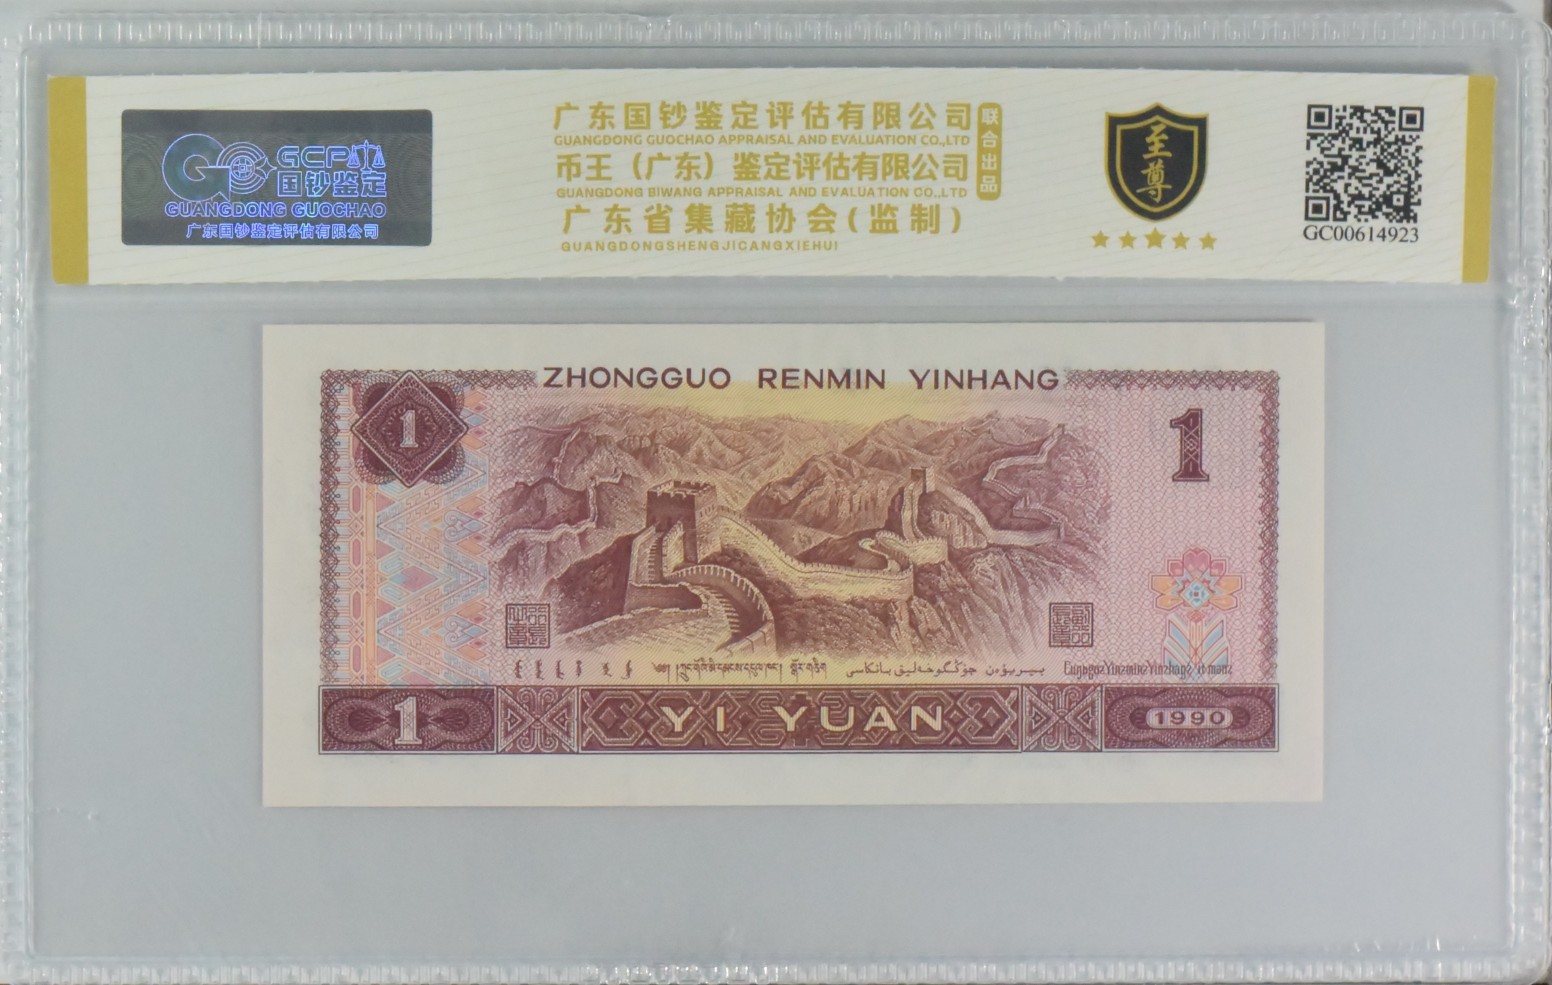 GCP
国钞鉴定
GUANGDONG GUOCHAO
广东国钞鉴定评估有限公司
广东国钞鉴定评估有限公司
GUANGDONG GUOCHAO APPRAISAL AND EVALUATION CO.,LTD
币王（广东）鉴定评估有限公司
GUANGDONG BIWANG APPRAISAL AND EVALUATION CO.,LTD
广东省集藏协会(监制)
GUANGDONGSHENGJICANGXIEHUI
联合出品
至尊
GC00614923
ZHONGGUO RENMIN YINHANG
1
1
1 YI YUAN 1990